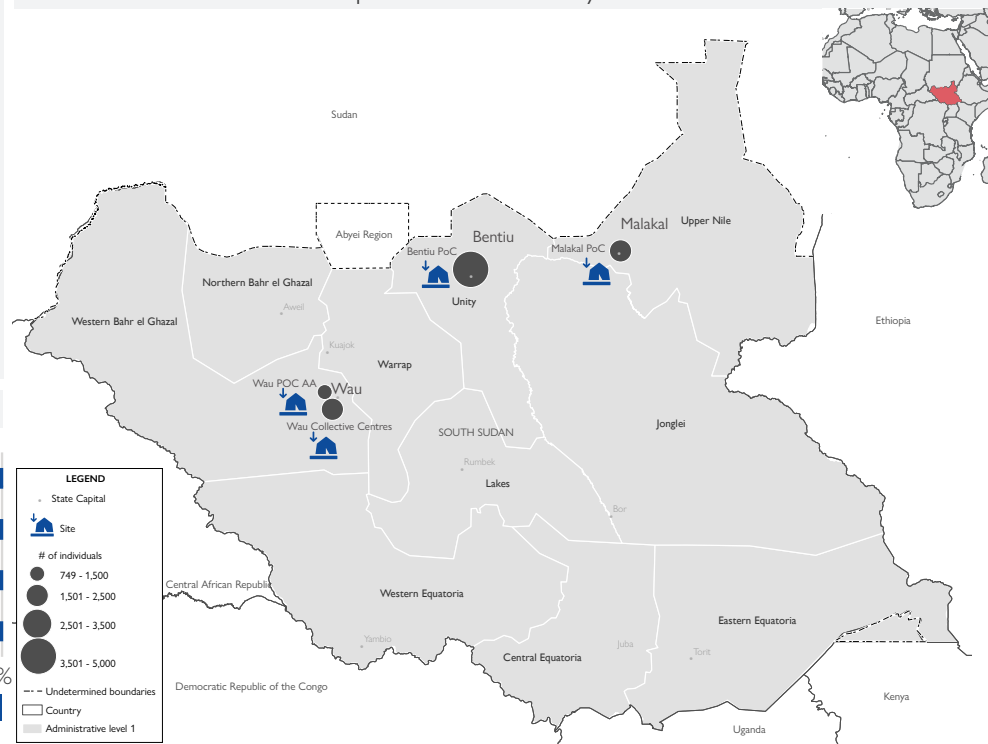 Sudan
Abyei Region
Bentiu
Bentiu PoC
Malakal
Upper Nile
Malakal PoC
Northern Bahr el Ghazal
Unity
Aweil
Western Bahr el Ghazal
Ethiopia
Kuajok
Warrap
Wau POC AA
Wau
Wau Collective Centres
SOUTH SUDAN
Jonglei
Rumbek
Lakes
Bor
LEGEND
State Capital
Site
# of individuals
749 - 1,500
1,501 - 2,500
2,501 - 3,500
3,501 - 5,000
Undetermined boundaries
Country
Administrative level 1
%
Central African Republic
Western Equatoria
Eastern Equatoria
Yambio
Juba
Central Equatoria
Torit
Democratic Republic of the Congo
Kenya
Uganda